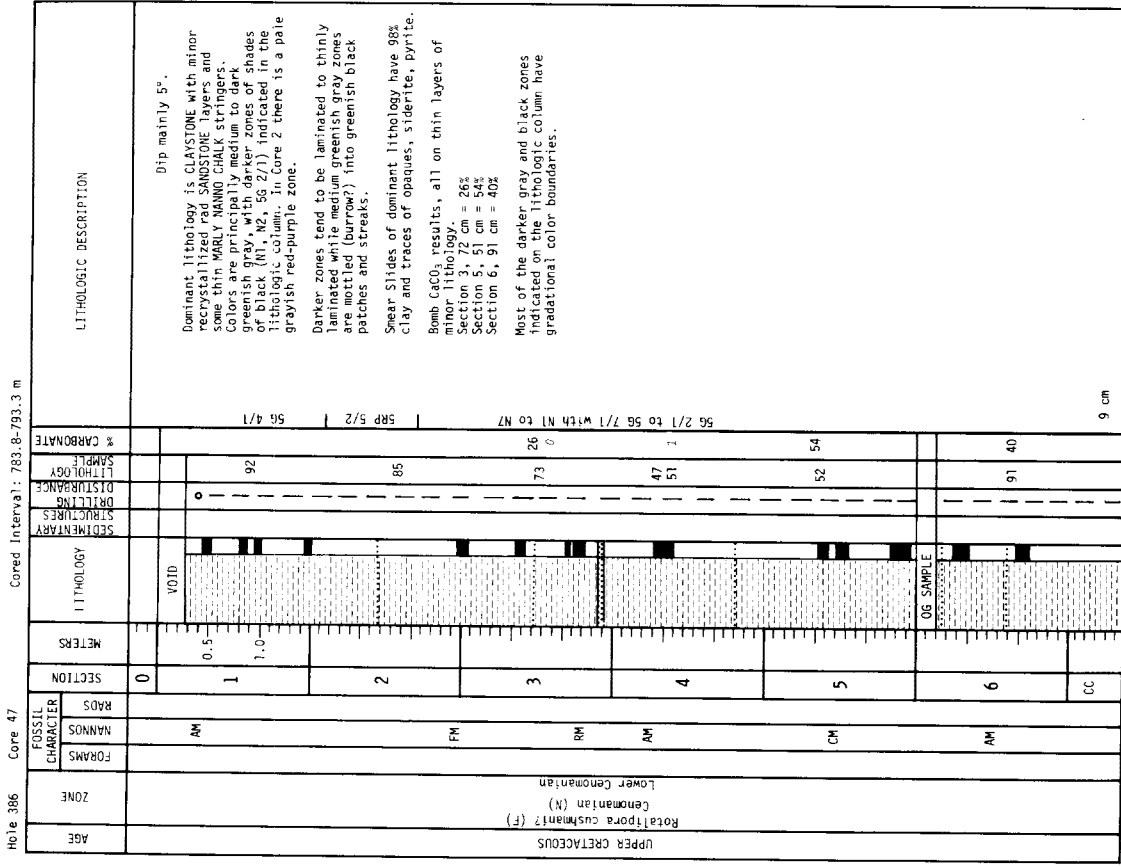 Hole 386 Core 47 Cored Interval: 783.8-793.3 m
AGE
ZONE
FOSSIL
CHARACTER
FORAMS
NANNOS
RADS
SECTION
METERS
LITHOLOGY
SEDIMENTARY
STRUCTURES
DRILLING
DISTURBANCE
LITHOLOGY
SAMPLE
% CARBONATE
LITHOLOGIC DESCRIPTION
UPPER CRETACEOUS
Rotalipora cushmani? (F)
Cenomanian (N)
Lower Cenomanian
AM
FM
RM
AM
CM
AM
0
1
2
3
4
5
6
CC
0.5
1.0
VOID
OG SAMPLE
92
85
73
47
51
52
91
26
0
1
54
40
5G 4/1
5RP 5/2
5G 2/1 to 5G 7/1 with N1 to N7
Dip mainly 5°.
Dominant lithology is CLAYSTONE with minor
recrystallized rad SANDSTONE layers and
some thin MARLY NANNO CHALK stringers.
Colors are principally medium to dark
greenish gray, with darker zones of shades
of black (N1, N2, 5G 2/1) indicated in the
lithologic column. In Core 2 there is a pale
grayish red-purple zone.
Darker zones tend to be laminated to thinly
laminated while medium greenish gray zones
are mottled (burrow?) into greenish black
patches and streaks.
Smear Slides of dominant lithology have 98%
clay and traces of opaques, siderite, pyrite.
Bomb CaCO₃ results, all on thin layers of
minor lithology.
Section 3, 72 cm = 26%
Section 5, 51 cm = 54%
Section 6, 91 cm = 40%
Most of the darker gray and black zones
indicated on the lithologic column have
gradational color boundaries.
9 cm